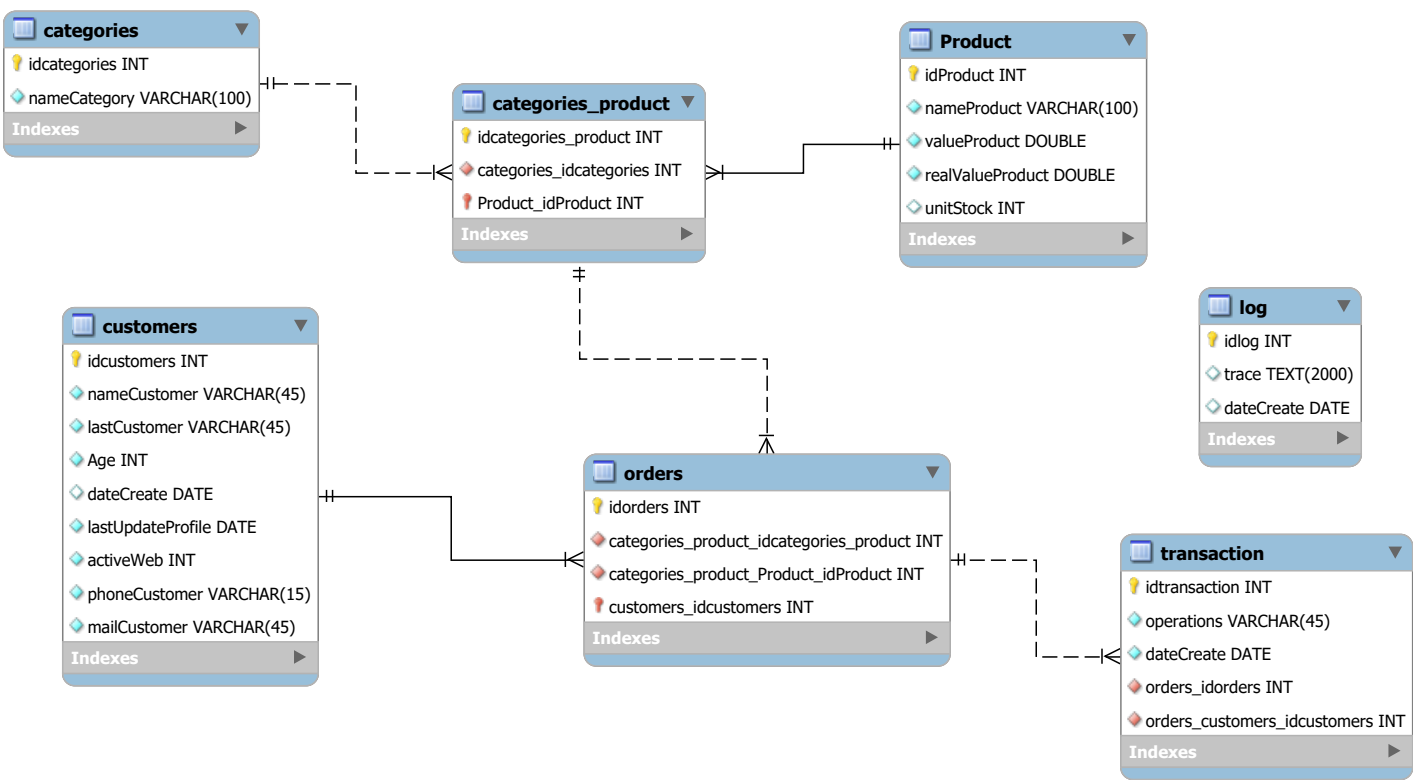 categories
idcategories INT
nameCategory VARCHAR(100)
Indexes
categories_product
idcategories_product INT
categories_idcategories INT
Product_idProduct INT
Indexes
Product
idProduct INT
nameProduct VARCHAR(100)
valueProduct DOUBLE
realValueProduct DOUBLE
unitStock INT
Indexes
customers
idcustomers INT
nameCustomer VARCHAR(45)
lastCustomer VARCHAR(45)
Age INT
dateCreate DATE
lastUpdateProfile DATE
activeWeb INT
phoneCustomer VARCHAR(15)
mailCustomer VARCHAR(45)
Indexes
log
idlog INT
trace TEXT(2000)
dateCreate DATE
Indexes
orders
idorders INT
categories_product_idcategories_product INT
categories_product_Product_idProduct INT
customers_idcustomers INT
Indexes
transaction
idtransaction INT
operations VARCHAR(45)
dateCreate DATE
orders_idorders INT
orders_customers_idcustomers INT
Indexes